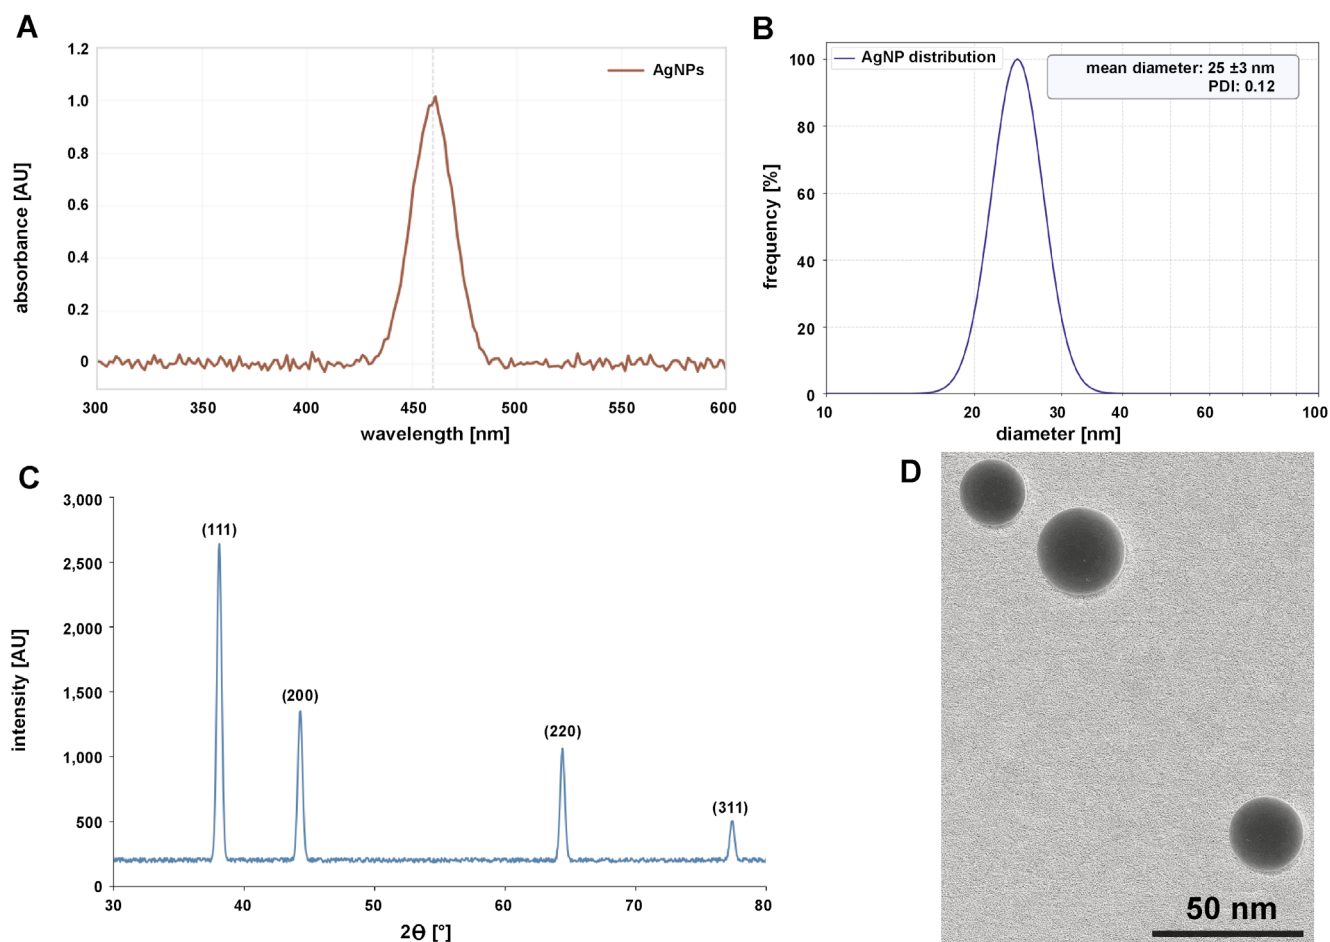 A
1.2
1.0
0.8
0.6
0.4
0.2
0
absorbance [AU]
AgNPs
300 350 400 450 500 550 600
wavelength [nm]
B
100
80
60
40
20
0
frequency [%]
AgNP distribution
mean diameter: 25 ±3 nm
PDI: 0.12
10 20 30 40 60 100
diameter [nm]
C
3,000
2,500
2,000
1,500
1,000
500
0
intensity [AU]
(111)
(200)
(220)
(311)
30 40 50 60 70 80
2Θ [°]
D
50 nm